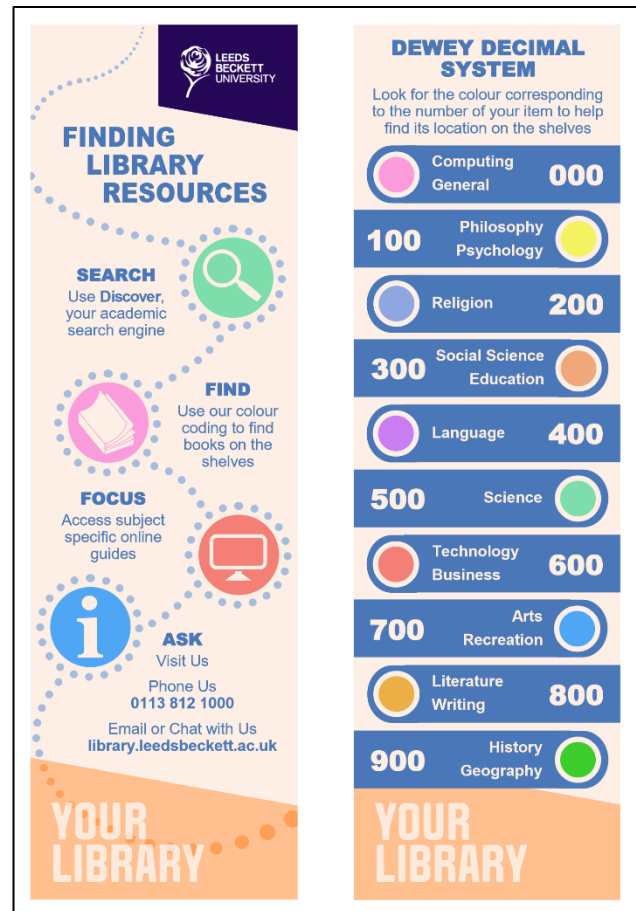 LEEDS
BECKETT
UNIVERSITY
FINDING
LIBRARY
RESOURCES
SEARCH
Use Discover,
your academic
search engine
FIND
Use our colour
coding to find
books on the
shelves
FOCUS
Access subject
specific online
guides
i
ASK
Visit Us
Phone Us
0113 812 1000
Email or Chat with Us
library.leedsbeckett.ac.uk
YOUR
LIBRARY
DEWEY DECIMAL
SYSTEM
Look for the colour corresponding
to the number of your item to help
find its location on the shelves
Computing
General 000
100 Philosophy
Psychology
Religion 200
300 Social Science
Education
Language 400
500 Science
Technology
Business 600
700 Arts
Recreation
Literature
Writing 800
900 History
Geography
YOUR
LIBRARY